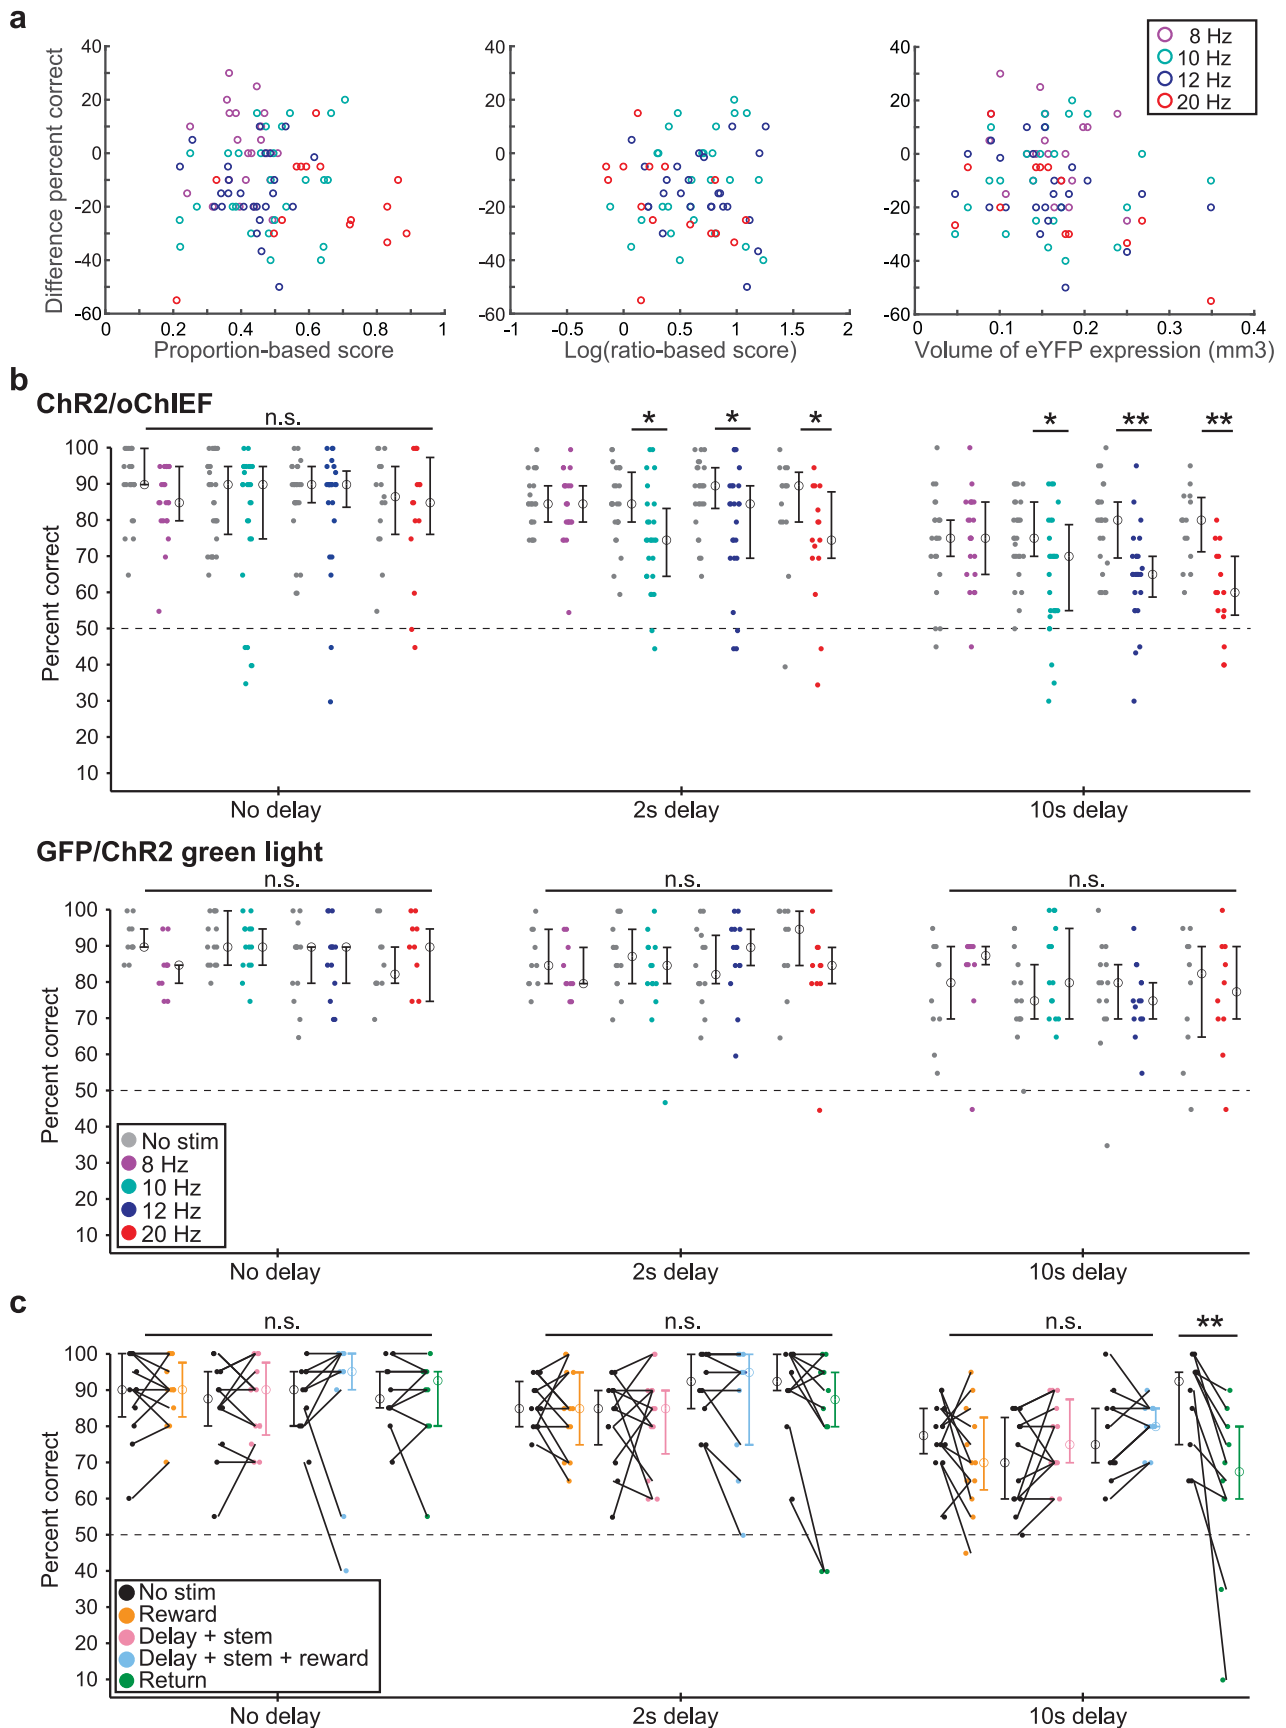 a
40
20
0
-20
-40
-60
Difference percent correct
0
0.2
0.4
0.6
0.8
1
Proportion-based score
40
20
0
-20
-40
-60
-1
-0.5
0
0.5
1
1.5
2
Log(ratio-based score)
40
20
0
-20
-40
-60
0
0.1
0.2
0.3
0.4
Volume of eYFP expression (mm3)
8 Hz
10 Hz
12 Hz
20 Hz
b
ChR2/oChIEF
n.s.
*
*
*
*
**
**
100
90
80
70
60
50
40
30
20
10
Percent correct
No delay
2s delay
10s delay
GFP/ChR2 green light
n.s.
n.s.
n.s.
100
90
80
70
60
50
40
30
20
10
Percent correct
No stim
8 Hz
10 Hz
12 Hz
20 Hz
No delay
2s delay
10s delay
c
n.s.
n.s.
n.s.
**
100
90
80
70
60
50
40
30
20
10
Percent correct
No stim
Reward
Delay + stem
Delay + stem + reward
Return
No delay
2s delay
10s delay